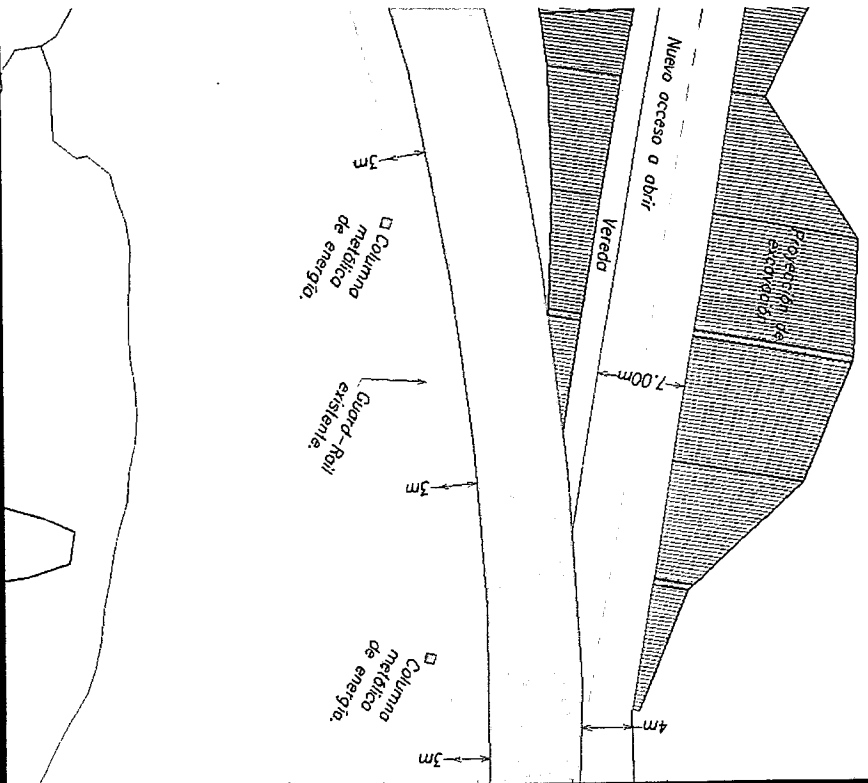 Nuevo acceso a abrir
Vereda
Proyección de
excavación
7.00m
3m
Columna
metálica
de energía.
Guard-Rail
existente.
3m
Columna
metálica
de energía.
3m
4m